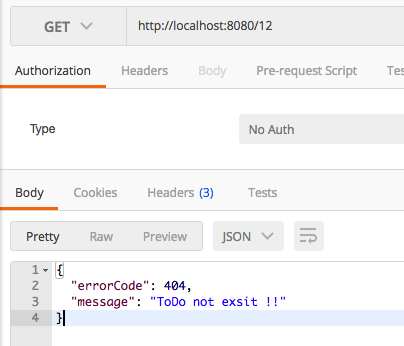 GET http://localhost:8080/12
Authorization Headers Body Pre-request Script
Type No Auth
Body Cookies Headers (3) Tests
Pretty Raw Preview JSON
1 {
2 "errorCode": 404,
3 "message": "ToDo not exsit !!"
4 }